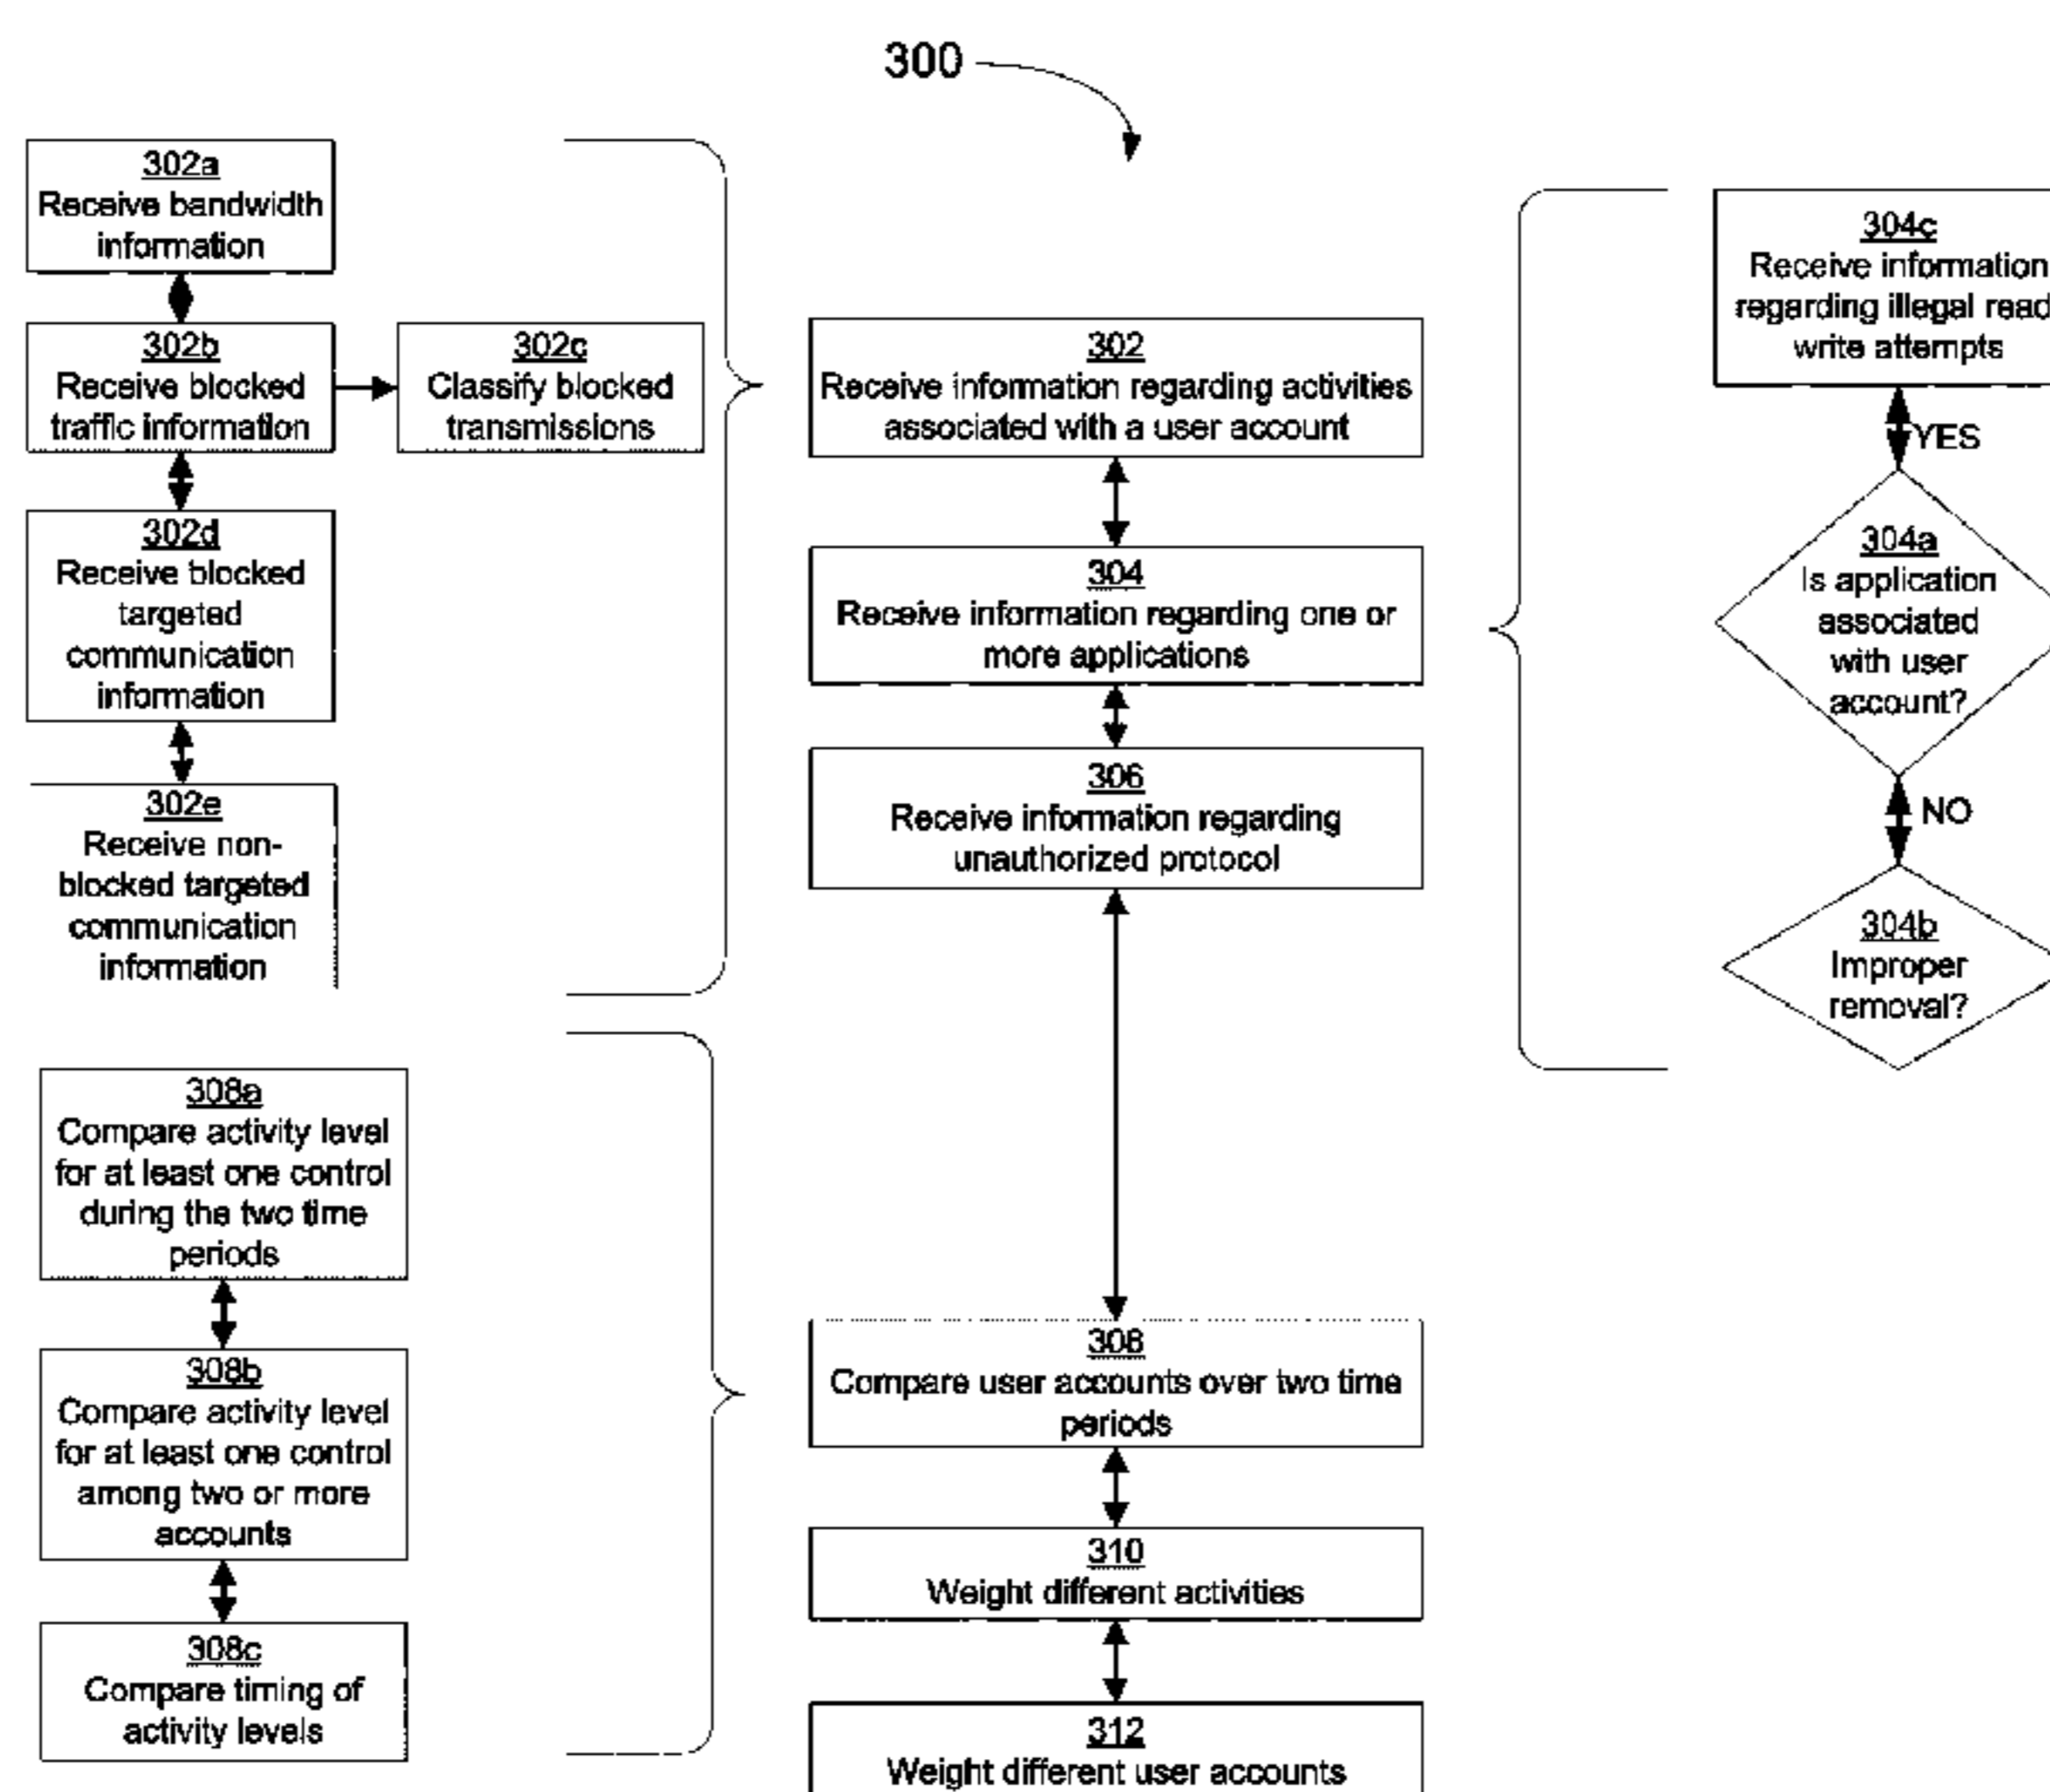 300
302a
Receive bandwidth
information
302b
Receive blocked
traffic information
302c
Classify blocked
transmissions
302d
Receive blocked
targeted
communication
information
302e
Receive non-
blocked targeted
communication
information
302
Receive information regarding activities
associated with a user account
304
Receive information regarding one or
more applications
306
Receive information regarding
unauthorized protocol
304c
Receive information
regarding illegal read
write attempts
YES
304a
Is application
associated
with user
account?
NO
304b
Improper
removal?
308a
Compare activity level
for at least one control
during the two time
periods
308b
Compare activity level
for at least one control
among two or more
accounts
308c
Compare timing of
activity levels
308
Compare user accounts over two time
periods
310
Weight different activities
312
Weight different user accounts